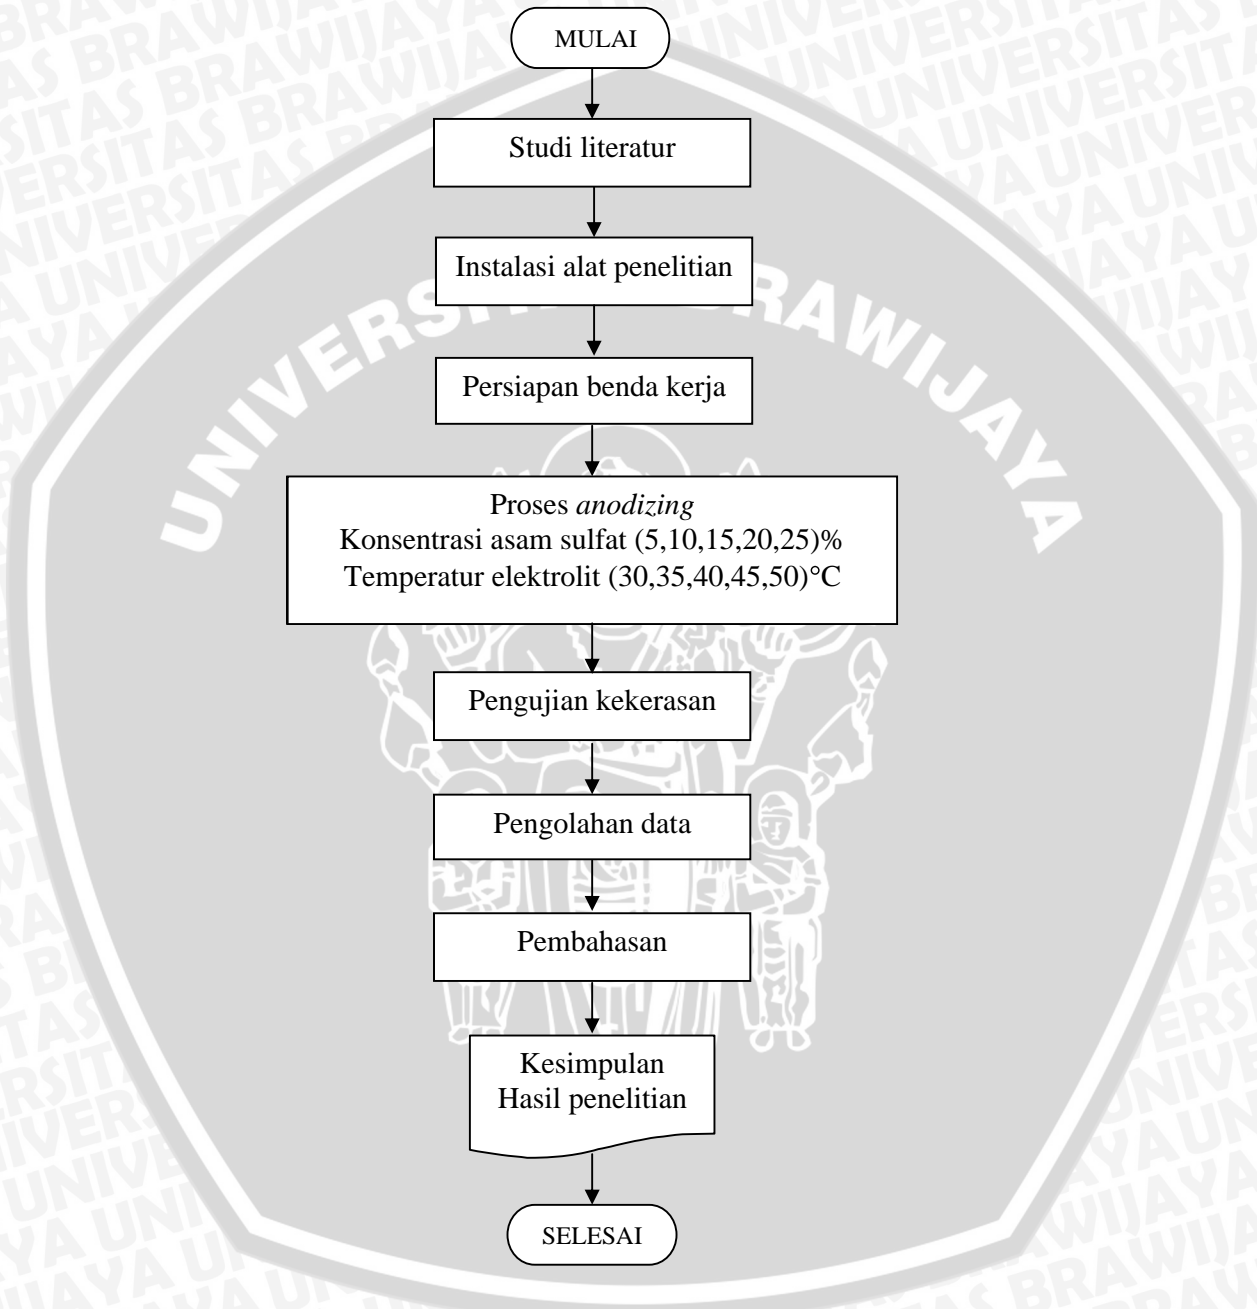 MULAI
Studi literatur
Instalasi alat penelitian
Persiapan benda kerja
Proses anodizing
Konsentrasi asam sulfat (5,10,15,20,25)%
Temperatur elektrolit (30,35,40,45,50)°C
Pengujian kekerasan
Pengolahan data
Pembahasan
Kesimpulan
Hasil penelitian
SELESAI